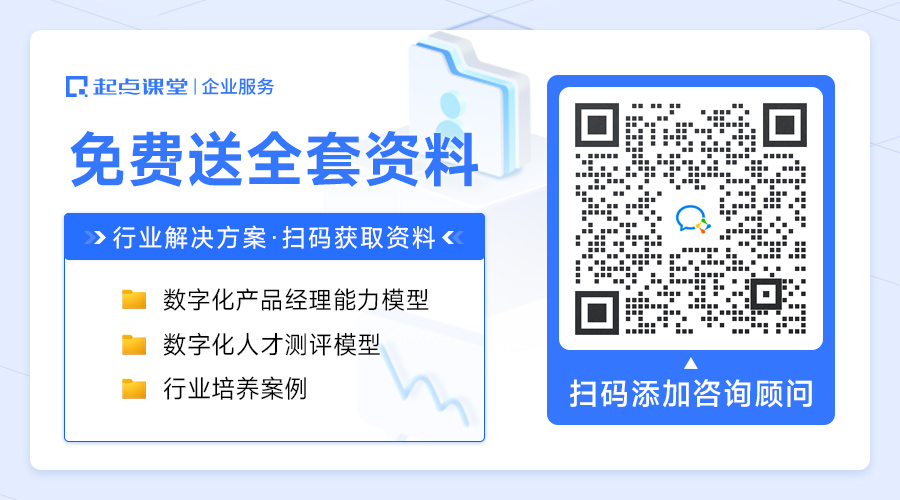 起点课堂|企业服务
免费送全套资料
行业解决方案·扫码获取资料
数字化产品经理能力模型
数字化人才测评模型
行业培养案例
扫码添加咨询顾问